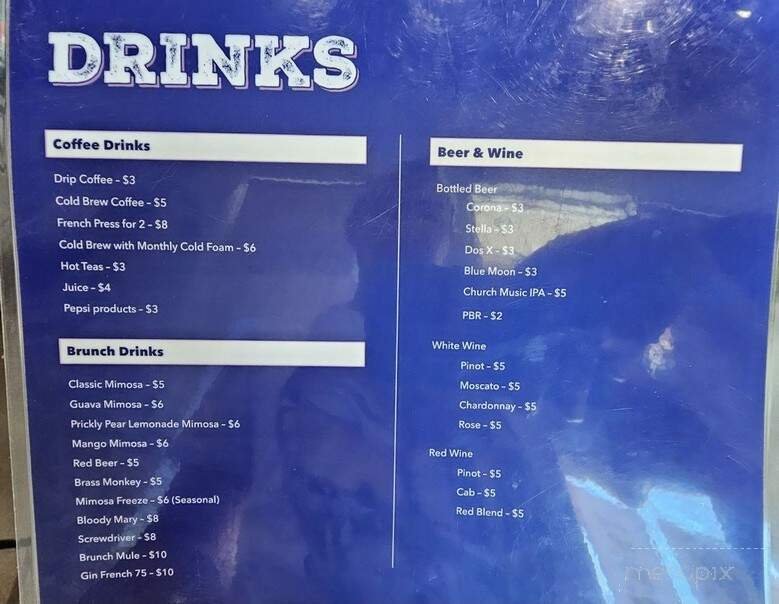 DRINKS
Coffee Drinks
Drip Coffee – $3
Cold Brew Coffee – $5
French Press for 2 – $8
Cold Brew with Monthly Cold Foam – $6
Hot Teas – $3
Juice – $4
Pepsi products – $3
Brunch Drinks
Classic Mimosa – $5
Guava Mimosa – $6
Prickly Pear Lemonade Mimosa – $6
Mango Mimosa – $6
Red Beer – $5
Brass Monkey – $5
Mimosa Freeze – $6 (Seasonal)
Bloody Mary – $8
Screwdriver – $8
Brunch Mule – $10
Gin French 75 – $10
Beer & Wine
Bottled Beer
Corona – $3
Stella – $3
Dos X – $3
Blue Moon – $3
Church Music IPA – $5
PBR – $2
White Wine
Pinot – $5
Moscato – $5
Chardonnay – $5
Rose – $5
Red Wine
Pinot – $5
Cab – $5
Red Blend – $5